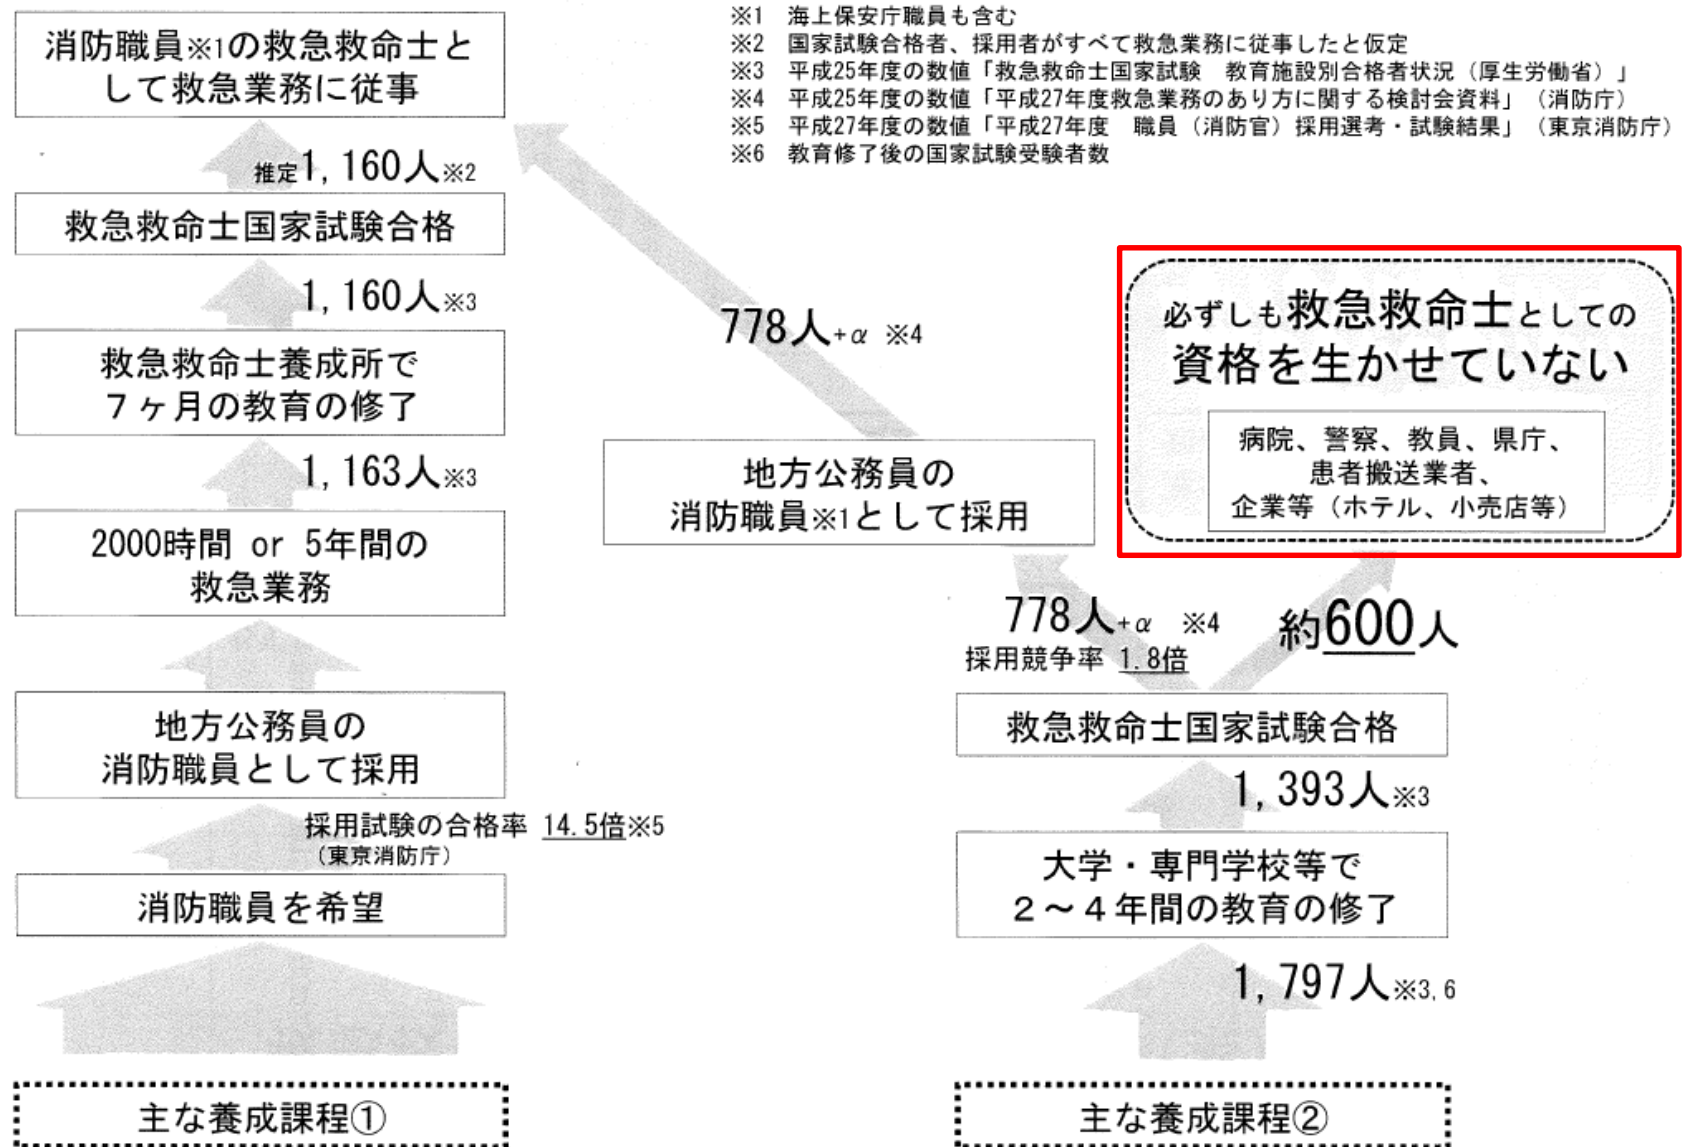 ※1 海上保安庁職員も含む
※2 国家試験合格者、採用者がすべて救急業務に従事したと仮定
※3 平成25年度の数値「救急救命士国家試験 教育施設別合格者状況（厚生労働省）」
※4 平成25年度の数値「平成27年度救急業務のあり方に関する検討会資料」（消防庁）
※5 平成27年度の数値「平成27年度 職員（消防官）採用選考・試験結果」（東京消防庁）
※6 教育修了後の国家試験受験者数
消防職員※1の救急救命士と
して救急業務に従事
推定1,160人※2
救急救命士国家試験合格
1,160人※3
救急救命士養成所で
７ヶ月の教育の修了
1,163人※3
2000時間 or 5年間の
救急業務
地方公務員の
消防職員として採用
採用試験の合格率 14.5倍※5
（東京消防庁）
消防職員を希望
主な養成課程①
778人+α ※4
地方公務員の
消防職員※1として採用
必ずしも救急救命士としての
資格を生かせていない
病院、警察、教員、県庁、
患者搬送業者、
企業等（ホテル、小売店等）
778人+α ※4
採用競争率 1.8倍
約600人
救急救命士国家試験合格
1,393人※3
大学・専門学校等で
２～４年間の教育の修了
1,797人※3,6
主な養成課程②